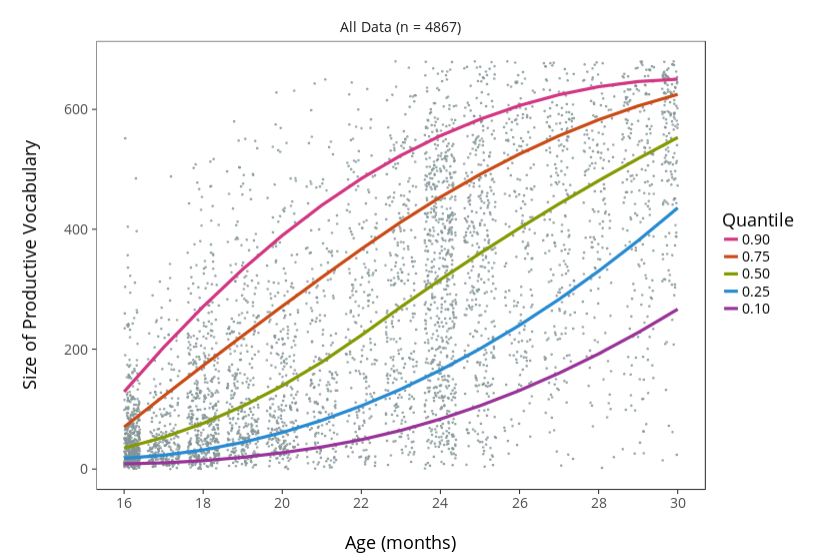 All Data (n = 4867)
Size of Productive Vocabulary
600
400
200
0
16 18 20 22 24 26 28 30
Age (months)
Quantile
0.90
0.75
0.50
0.25
0.10